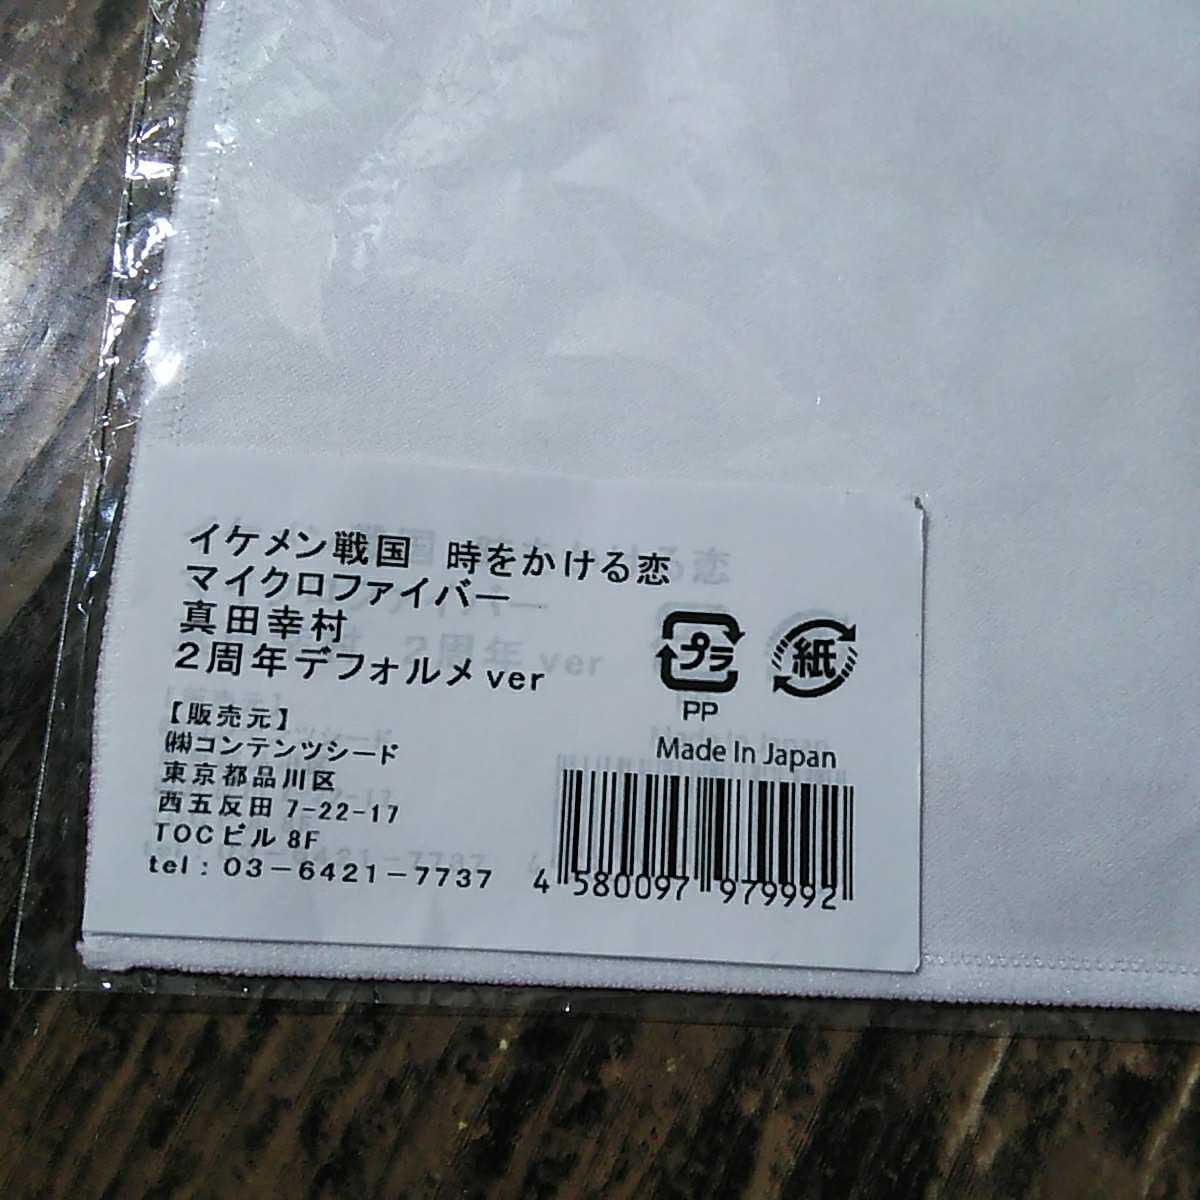 イケメン戦国　時をかける恋
マイクロファイバー
真田幸村
２周年デフォルメver
【販売元】
㈱コンテンツシード
東京都品川区
西五反田 7-22-17
TOCビル 8F
tel：03－6421－7737
プラ
PP
紙
Made In Japan
4 580097 979992